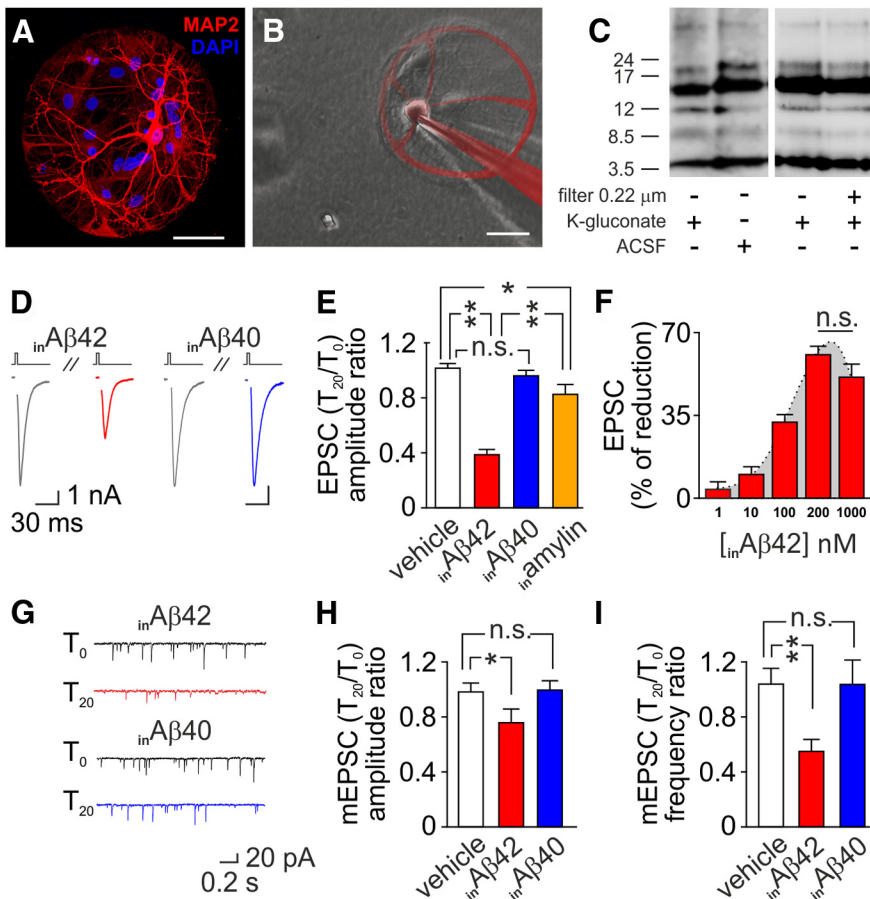 A
MAP2
DAPI
B
C
24
17
12
8.5
3.5
filter 0.22 μm - - - +
K-gluconate + - + +
ACSF - + - -
D
inAβ42 inAβ40
//
//
1 nA
30 ms
E
EPSC (T20/T0)
amplitude ratio
1.2
0.8
0.4
0
*
** **
n.s.
vehicle
inAβ42
inAβ40
inamylin
F
EPSC
(% of reduction)
70
35
0
n.s.
1 10 100 200 1000
[inAβ42] nM
G
inAβ42
T0
T20
inAβ40
T0
T20
20 pA
0.2 s
H
mEPSC (T20/T0)
amplitude ratio
1.2
0.8
0.4
0
n.s.
*
vehicle
inAβ42
inAβ40
I
mEPSC (T20/T0)
frequency ratio
1.2
0.8
0.4
0
n.s.
**
vehicle
inAβ42
inAβ40